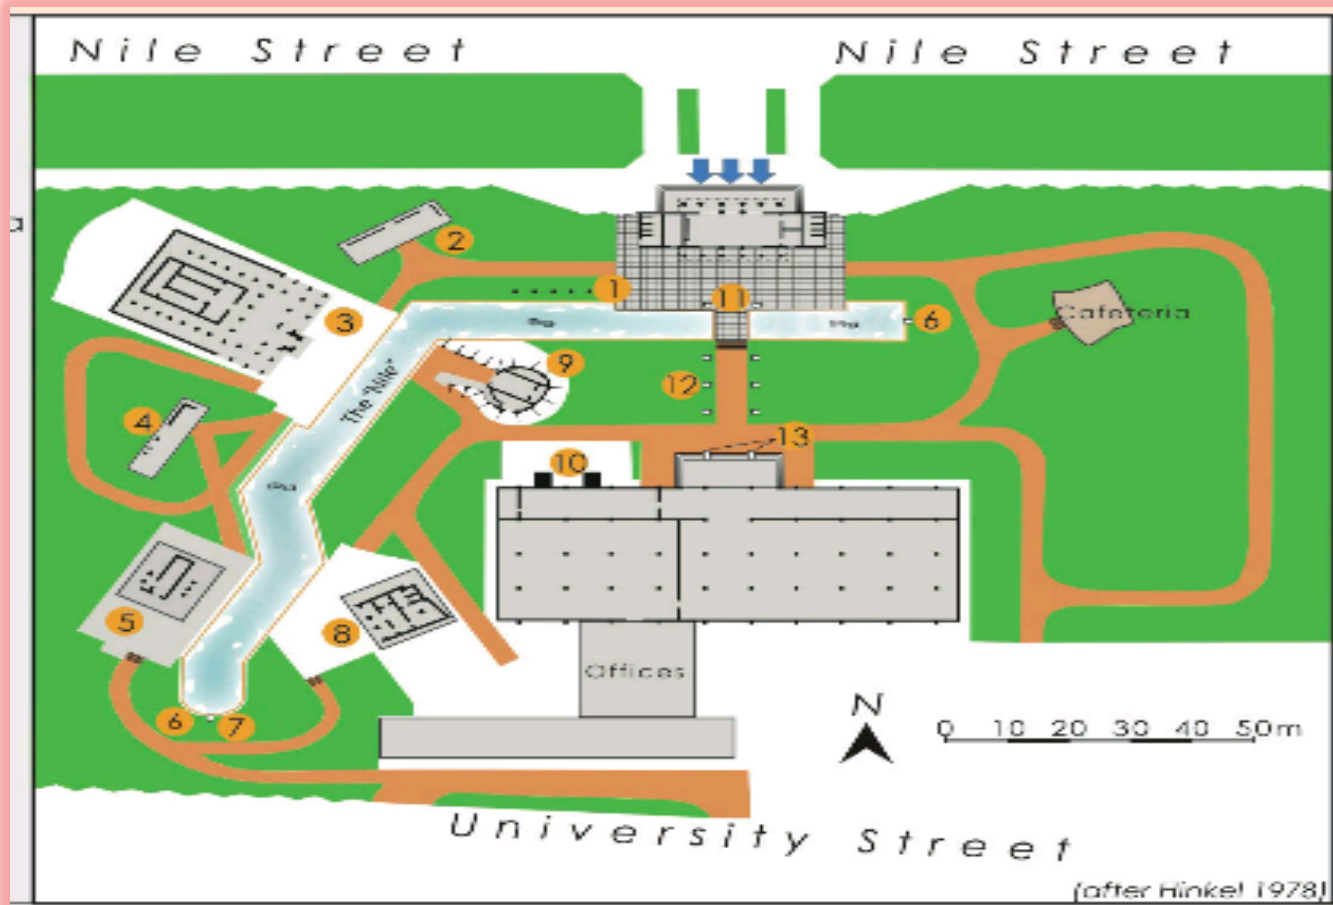 Nile Street
Nile Street
a
2
1
11
6
Cafeteria
3
9
The "Nile"
12
4
13
10
5
8
Offices
6
7
N
0 10 20 30 40 50m
University Street
(after Hinkel 1978)